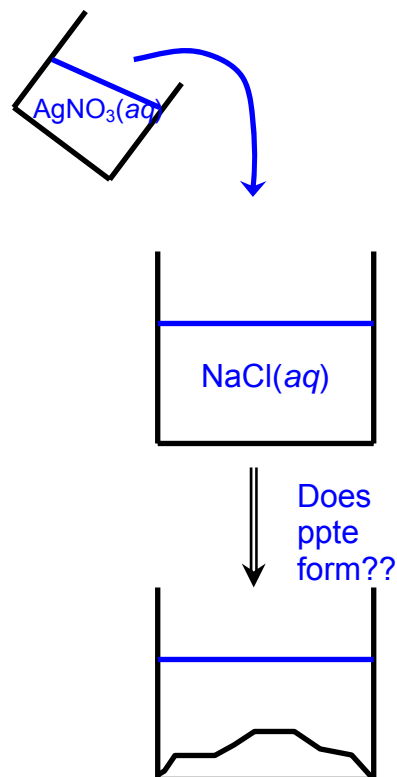 AgNO₃(aq)
NaCl(aq)
Does
ppte
form??